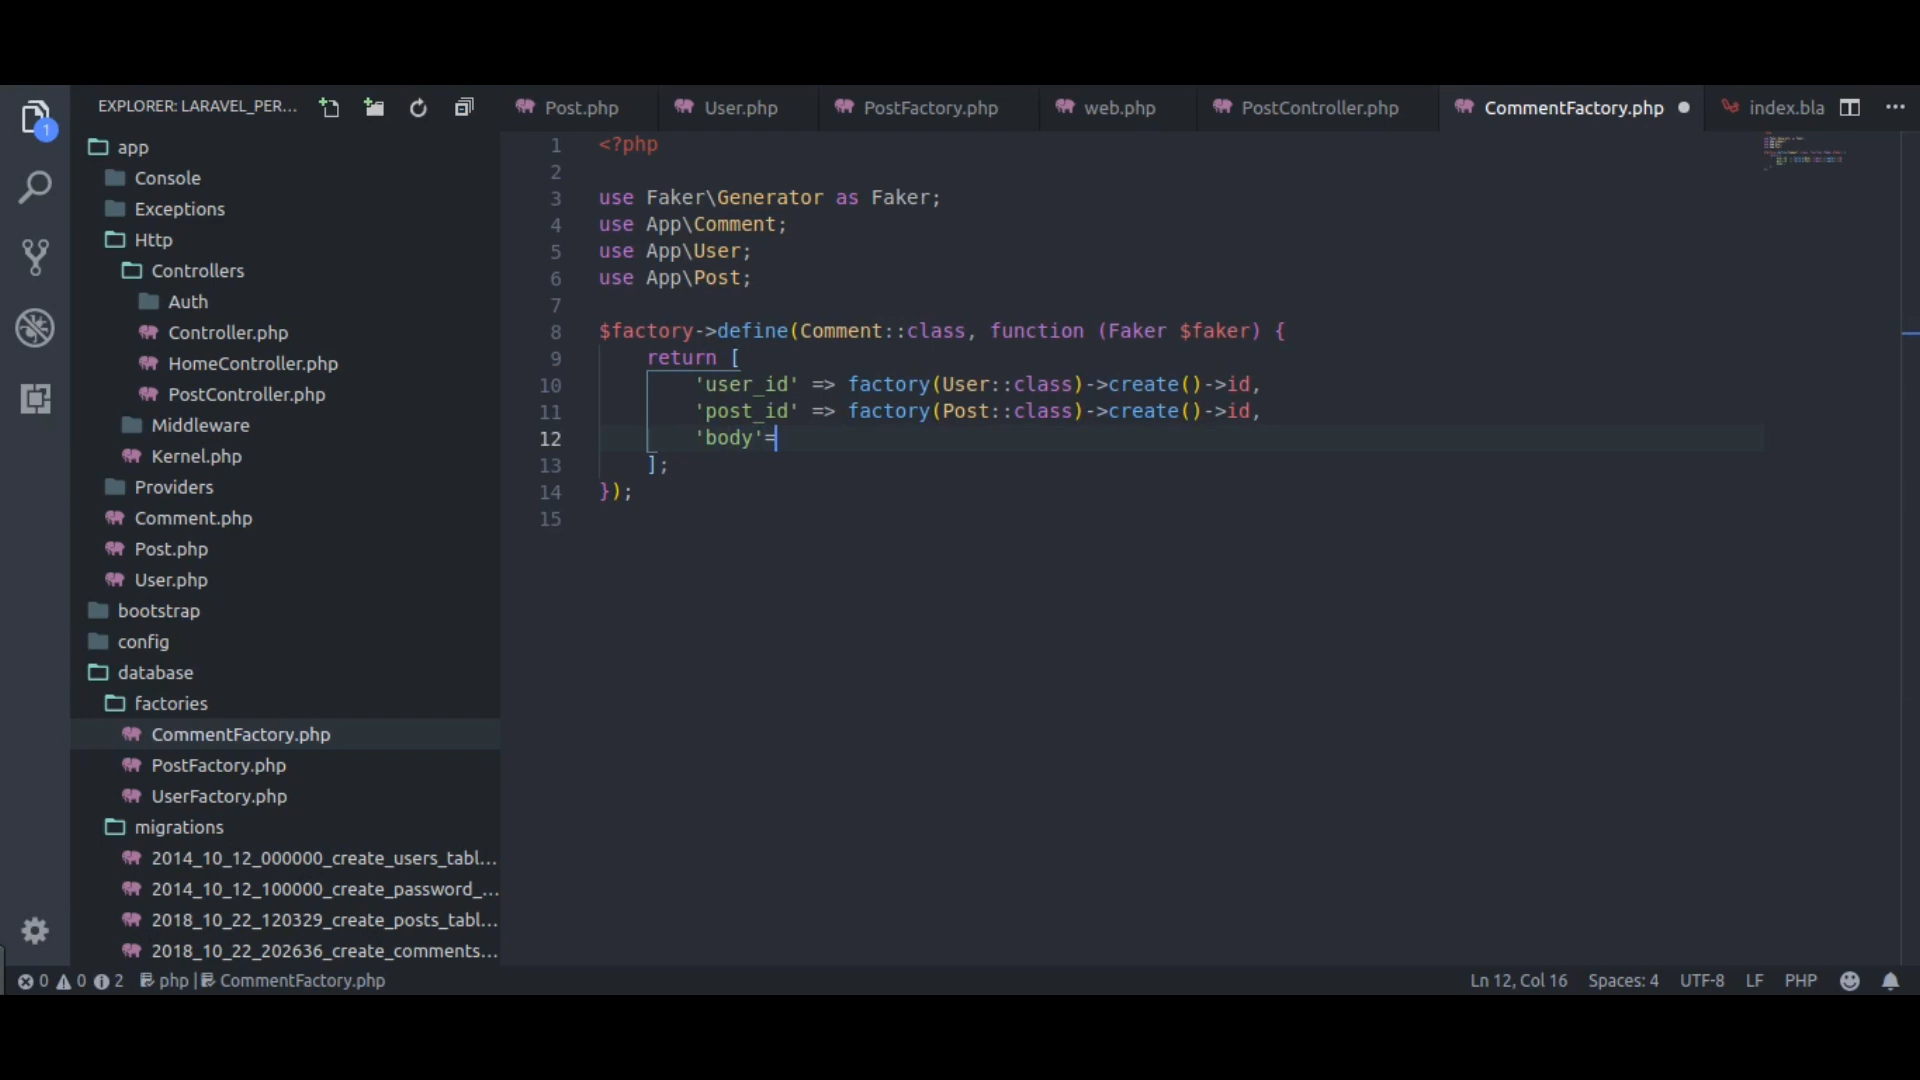 EXPLORER: LARAVEL_PER...
Post.php
User.php
PostFactory.php
web.php
PostController.php
CommentFactory.php
index.bla
1
app
Console
Exceptions
Http
Controllers
Auth
Controller.php
HomeController.php
PostController.php
Middleware
Kernel.php
Providers
Comment.php
Post.php
User.php
bootstrap
config
database
factories
CommentFactory.php
PostFactory.php
UserFactory.php
migrations
2014_10_12_000000_create_users_tabl...
2014_10_12_100000_create_password_...
2018_10_22_120329_create_posts_tabl...
2018_10_22_202636_create_comments...
1 <?php
2
3 use Faker\Generator as Faker;
4 use App\Comment;
5 use App\User;
6 use App\Post;
7
8 $factory->define(Comment::class, function (Faker $faker) {
9 return [
10 'user_id' => factory(User::class)->create()->id,
11 'post_id' => factory(Post::class)->create()->id,
12 'body'=
13 ];
14 });
15
0 0 2 php | CommentFactory.php
Ln 12, Col 16 Spaces: 4 UTF-8 LF PHP